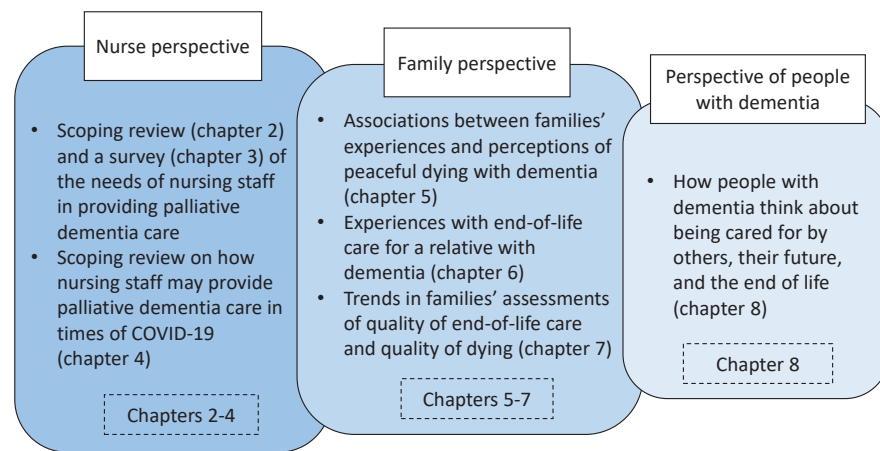 Nurse perspective
• Scoping review (chapter 2)
and a survey (chapter 3) of
the needs of nursing staff
in providing palliative
dementia care
• Scoping review on how
nursing staff may provide
palliative dementia care in
times of COVID-19
(chapter 4)
Chapters 2-4
Family perspective
• Associations between families’
experiences and perceptions of
peaceful dying with dementia
(chapter 5)
• Experiences with end-of-life
care for a relative with
dementia (chapter 6)
• Trends in families’ assessments
of quality of end-of-life care
and quality of dying (chapter 7)
Chapters 5-7
Perspective of people
with dementia
• How people with
dementia think about
being cared for by
others, their future,
and the end of life
(chapter 8)
Chapter 8